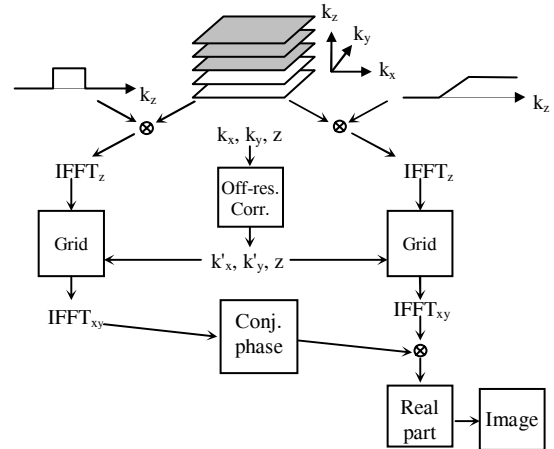 k_z
k_y
k_x
k_z
k_z
⊗
⊗
k_x, k_y, z
IFFT_z
IFFT_z
Off-res.
Corr.
Grid
Grid
k'_x, k'_y, z
IFFT_xy
IFFT_xy
Conj.
phase
⊗
Real
part
Image